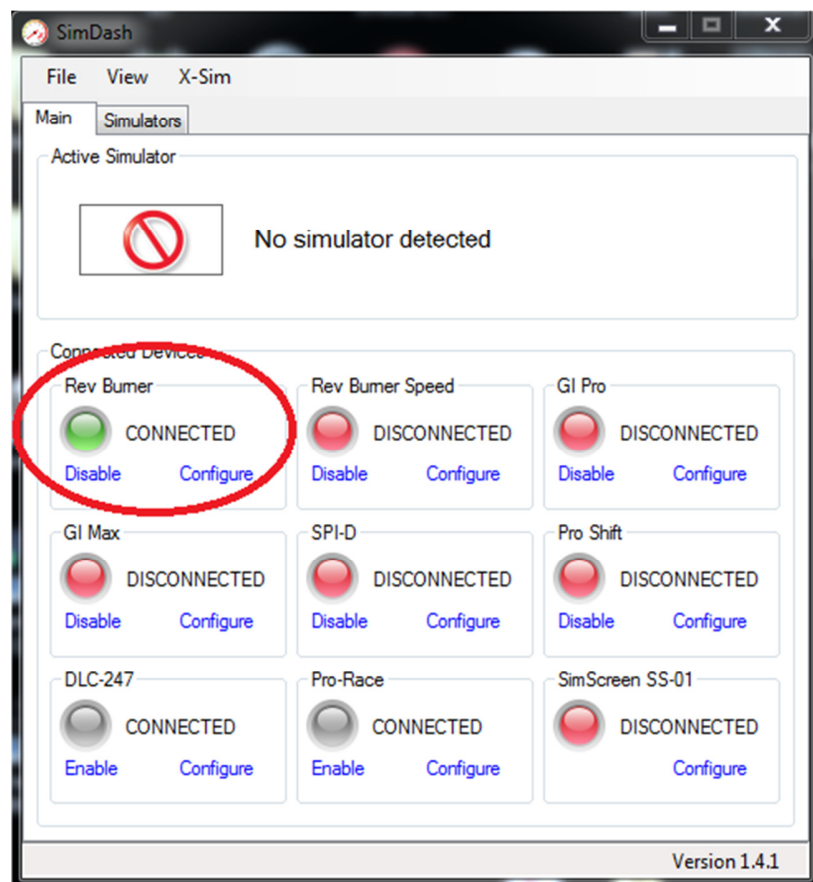 SimDash
File View X-Sim
Main Simulators
Active Simulator
No simulator detected
Connected Devices
Rev Burner Rev Burner Speed GI Pro
CONNECTED DISCONNECTED DISCONNECTED
Disable Configure Disable Configure Disable Configure
GI Max SPI-D Pro Shift
DISCONNECTED DISCONNECTED DISCONNECTED
Disable Configure Disable Configure Disable Configure
DLC-247 Pro-Race SimScreen SS-01
CONNECTED CONNECTED DISCONNECTED
Enable Configure Enable Configure Configure
Version 1.4.1